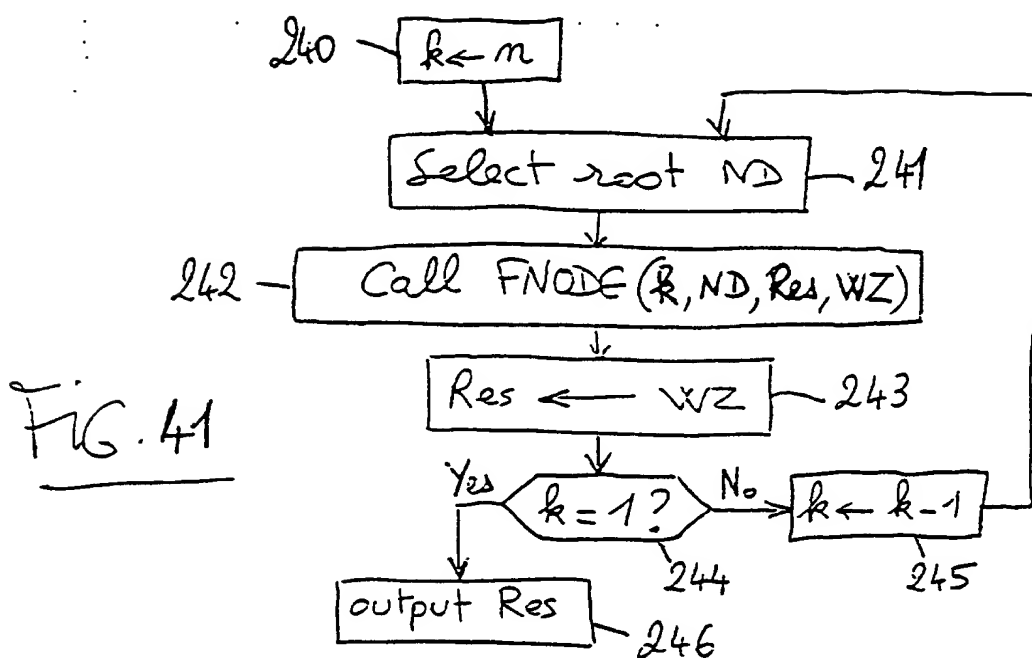 240
k ← n
Select root ND
241
242
Call FNODE (k, ND, Res, WZ)
Res ← WZ
243
FIG. 41
Yes
k = 1 ?
No
k ← k - 1
244
245
output Res
246